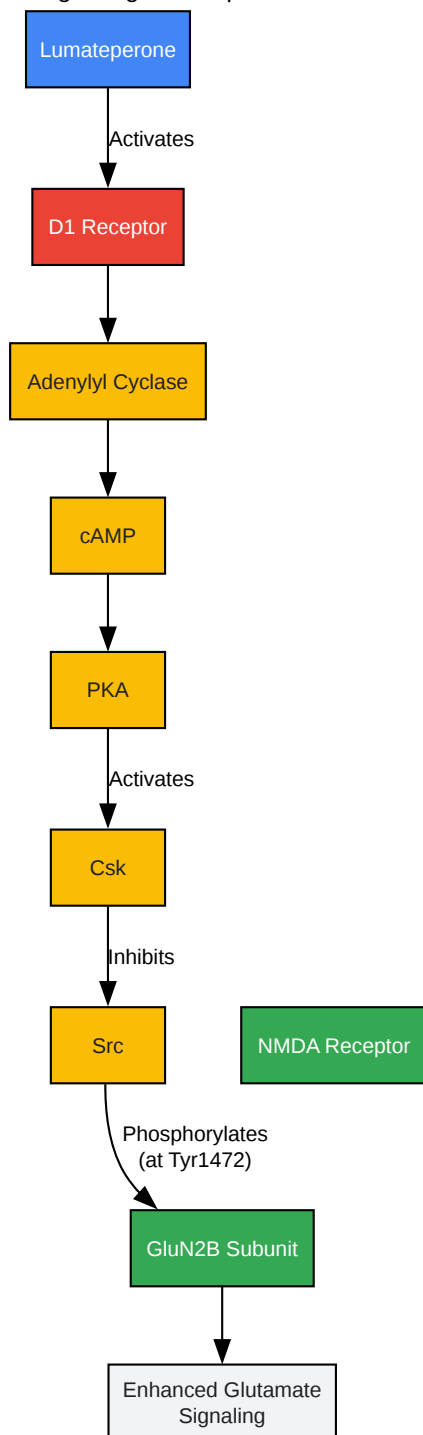 Lumateperone
Activates
D1 Receptor
Adenylyl Cyclase
cAMP
PKA
Activates
Csk
Inhibits
Src
NMDA Receptor
Phosphorylates
(at Tyr1472)
GluN2B Subunit
Enhanced Glutamate
Signaling